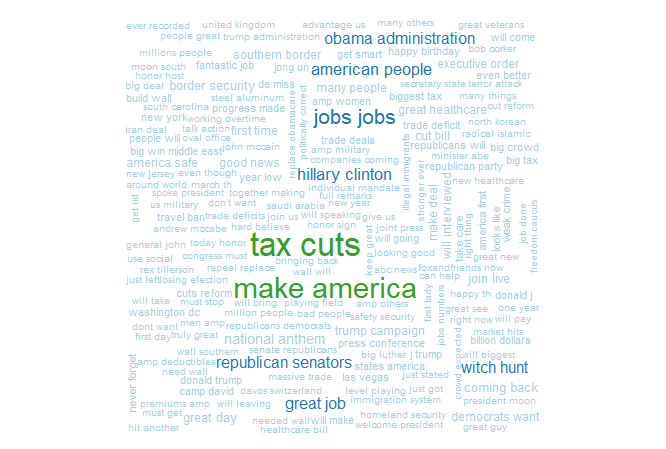 ever recorded united kingdom advantage us many others great veterans
people great trump administration obama administration will come
millions people southern border get smart happy birthday bob corker
moon south fantastic job jong un american people executive order
honor host even better
big deal border security de miss many people secretary state terror attack
build wall steel aluminum amp women biggest tax many things
south carolina progress made jobs jobs great healthcare cut reform
new york working overtime trade deficit north korean
iran deal talk action first time cut bill radical islamic
people will oval office trade deals republicans will big crowd
big win middle east john mccain replace obamacare politically correct amp military minister abe
america safe good news companies coming illegal immigrants stronger ever republican party big tax
new jersey even though year low hillary clinton new healthcare
around world march th individual mandate
spoke president together making full remarks
get rid us military don't want saudi arabia new year make deal will interviewed america first weak crime
travel ban trade deficits join us will speaking give us take care right thing looks like job done freedom caucus
andrew mccabe hard believe honor sign joint press
general john today honor tax cuts keep great will going
use social congress must bringing back looking good great new
rex tillerson repeal replace wall will abc news foxandfriends now
just left losing election can help join live
cuts reform make america first lady jobs numbers happy th donald j
will take must stop will bring playing field amp others great see one year
washington dc million people bad people safety security right now will pay
dont want men amp republicans democrats trump campaign market hits
first day truly great national anthem press conference billion dollars
wall southern senate republicans big luther j trump crowd expected will biggest
never forget amp deductibles republican senators states america witch hunt
need wall
donald trump massive trade las vegas just stated
camp david davos switzerland level playing just got coming back
premiums amp will leaving great job immigration system president moon
must get great day homeland security democrats want
hit another needed wall will make welcome president great guy
healthcare bill